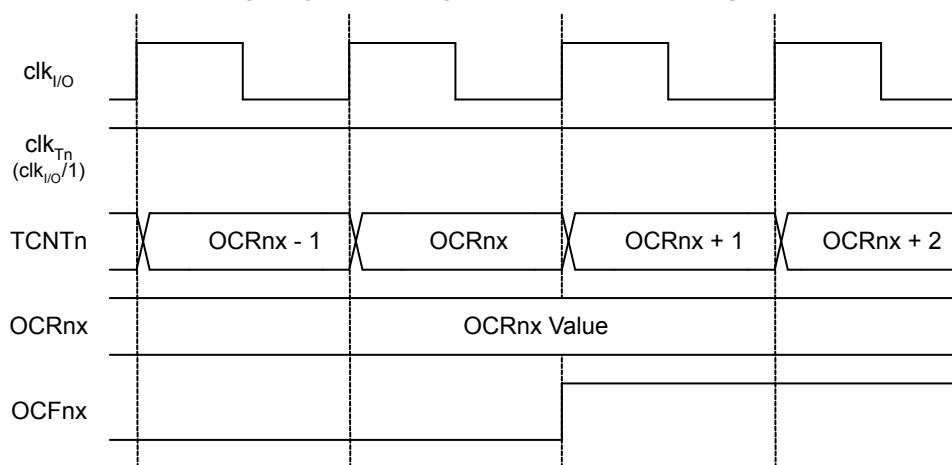 clkI/O
clkTn
(clkI/O/1)
TCNTn OCRnx - 1 OCRnx OCRnx + 1 OCRnx + 2
OCRnx OCRnx Value
OCFnx